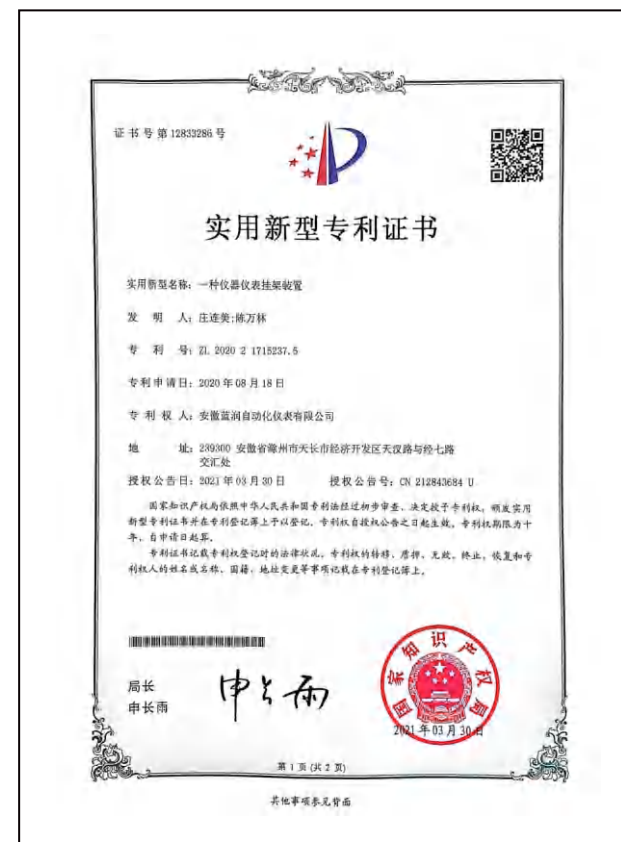 证书号第12833286号
实用新型专利证书
实用新型名称：一种仪器仪表挂架装置
发 明 人：庄连美;陈万林
专 利 号：ZL 2020 2 1715237.5
专利申请日：2020年08月18日
专 利 权 人：安徽蓝润自动化仪表有限公司
地 址：239300 安徽省滁州市天长市经济开发区天汉路与经七路
交汇处
授权公告日：2021年03月30日 授权公告号：CN 212843684 U
国家知识产权局依照中华人民共和国专利法经过初步审查，决定授予专利权，颁发实用
新型专利证书并在专利登记簿上予以登记。专利权自授权公告之日起生效。专利权期限为十
年，自申请日起算。
专利证书记载专利权登记时的法律状况。专利权的转移、质押、无效、终止、恢复和专
利权人的姓名或名称、国籍、地址变更等事项记载在专利登记簿上。
局长
申长雨
申长雨
国家知识产权局
2021年03月30日
第 1 页 (共 2 页)
其他事项参见背面